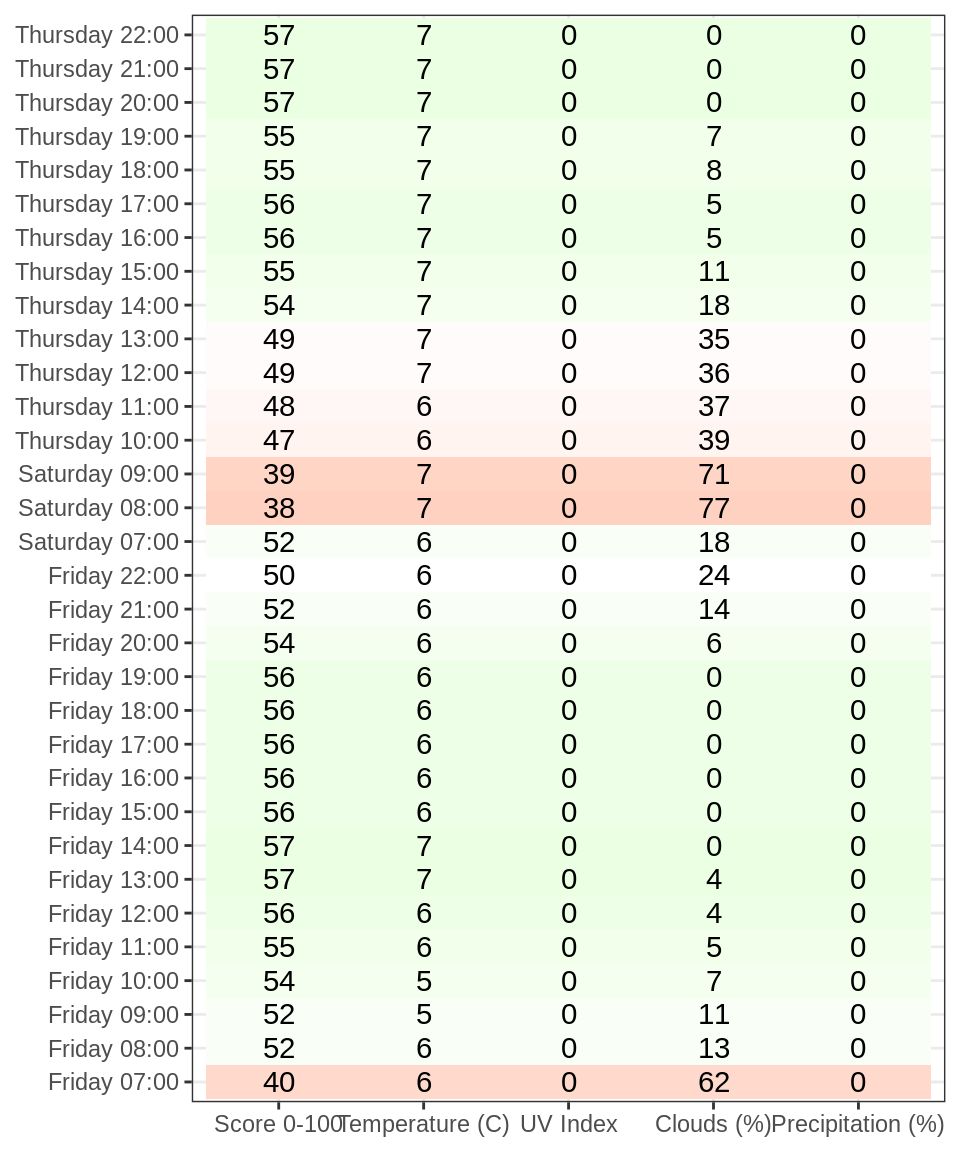 Thursday 22:00 57 7 0 0 0
Thursday 21:00 57 7 0 0 0
Thursday 20:00 57 7 0 0 0
Thursday 19:00 55 7 0 7 0
Thursday 18:00 55 7 0 8 0
Thursday 17:00 56 7 0 5 0
Thursday 16:00 56 7 0 5 0
Thursday 15:00 55 7 0 11 0
Thursday 14:00 54 7 0 18 0
Thursday 13:00 49 7 0 35 0
Thursday 12:00 49 7 0 36 0
Thursday 11:00 48 6 0 37 0
Thursday 10:00 47 6 0 39 0
Saturday 09:00 39 7 0 71 0
Saturday 08:00 38 7 0 77 0
Saturday 07:00 52 6 0 18 0
Friday 22:00 50 6 0 24 0
Friday 21:00 52 6 0 14 0
Friday 20:00 54 6 0 6 0
Friday 19:00 56 6 0 0 0
Friday 18:00 56 6 0 0 0
Friday 17:00 56 6 0 0 0
Friday 16:00 56 6 0 0 0
Friday 15:00 56 6 0 0 0
Friday 14:00 57 7 0 0 0
Friday 13:00 57 7 0 4 0
Friday 12:00 56 6 0 4 0
Friday 11:00 55 6 0 5 0
Friday 10:00 54 5 0 7 0
Friday 09:00 52 5 0 11 0
Friday 08:00 52 6 0 13 0
Friday 07:00 40 6 0 62 0
Score 0-100 Temperature (C) UV Index Clouds (%) Precipitation (%)